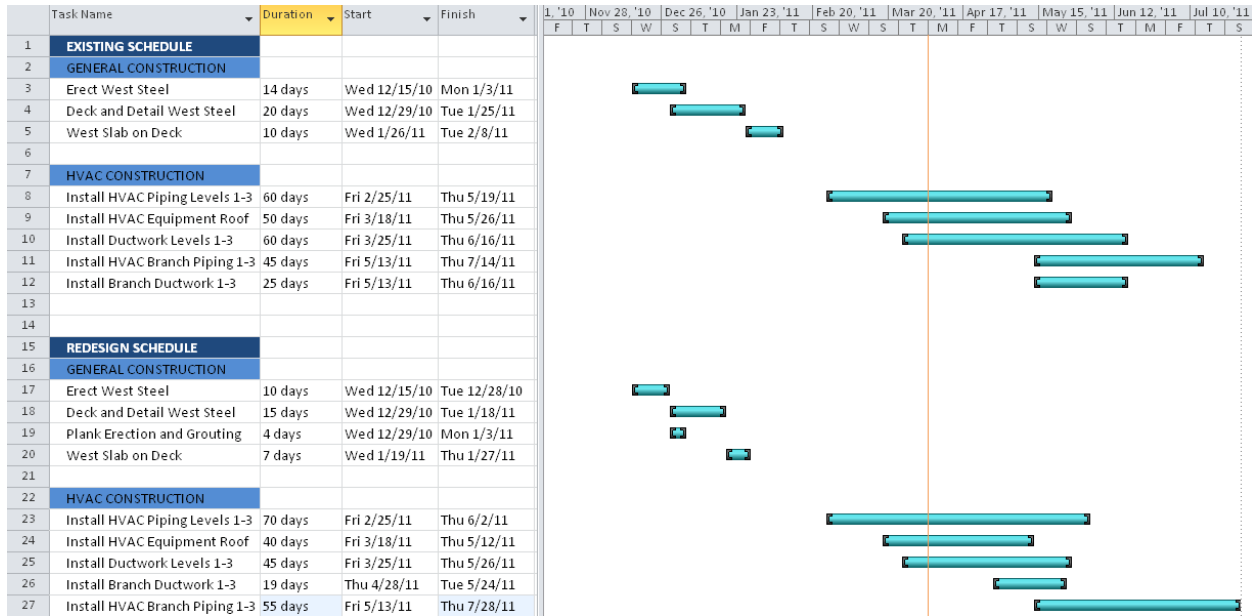 Task Name Duration Start Finish 1, '10 Nov 28, '10 Dec 26, '10 Jan 23, '11 Feb 20, '11 Mar 20, '11 Apr 17, '11 May 15, '11 Jun 12, '11 Jul 10, '11
F T S W S T M F T S W S T M F T S W S T M F T S
1 EXISTING SCHEDULE
2 GENERAL CONSTRUCTION
3 Erect West Steel 14 days Wed 12/15/10 Mon 1/3/11
4 Deck and Detail West Steel 20 days Wed 12/29/10 Tue 1/25/11
5 West Slab on Deck 10 days Wed 1/26/11 Tue 2/8/11
6
7 HVAC CONSTRUCTION
8 Install HVAC Piping Levels 1-3 60 days Fri 2/25/11 Thu 5/19/11
9 Install HVAC Equipment Roof 50 days Fri 3/18/11 Thu 5/26/11
10 Install Ductwork Levels 1-3 60 days Fri 3/25/11 Thu 6/16/11
11 Install HVAC Branch Piping 1-3 45 days Fri 5/13/11 Thu 7/14/11
12 Install Branch Ductwork 1-3 25 days Fri 5/13/11 Thu 6/16/11
13
14
15 REDESIGN SCHEDULE
16 GENERAL CONSTRUCTION
17 Erect West Steel 10 days Wed 12/15/10 Tue 12/28/10
18 Deck and Detail West Steel 15 days Wed 12/29/10 Tue 1/18/11
19 Plank Erection and Grouting 4 days Wed 12/29/10 Mon 1/3/11
20 West Slab on Deck 7 days Wed 1/19/11 Thu 1/27/11
21
22 HVAC CONSTRUCTION
23 Install HVAC Piping Levels 1-3 70 days Fri 2/25/11 Thu 6/2/11
24 Install HVAC Equipment Roof 40 days Fri 3/18/11 Thu 5/12/11
25 Install Ductwork Levels 1-3 45 days Fri 3/25/11 Thu 5/26/11
26 Install Branch Ductwork 1-3 19 days Thu 4/28/11 Tue 5/24/11
27 Install HVAC Branch Piping 1-3 55 days Fri 5/13/11 Thu 7/28/11